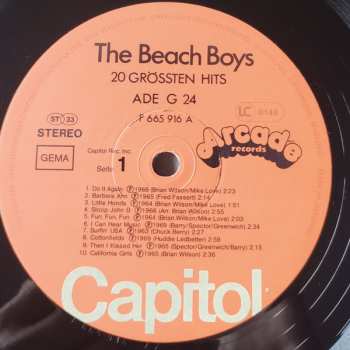 The Beach Boys
20 GRÖSSTEN HITS
ADE G 24
F 665 916 A
ST 33
STEREO
LC 0148
GEMA
Capitol Rec. Inc.
Seite 1
Arcade
records
1. Do It Again Ⓟ 1968 (Brian Wilson/Mike Love) 2:23
2. Barbara Ann Ⓟ 1965 (Fred Fassert) 2:05
3. Little Honda Ⓟ 1964 (Brian Wilson/Mike Love) 1:51
4. Sloop John B Ⓟ 1966 (Arr. Brian Wilson) 2:55
5. Fun, Fun, Fun Ⓟ 1964 (Brian Wilson/Mike Love) 2:05
6. I Can Hear Music Ⓟ 1969 (Barry/Spector/Greenwich) 2:29
7. Surfin' USA Ⓟ 1963 (Chuck Berry) 2:27
8. Cottonfields Ⓟ 1969 (Huddie Ledbetter) 2:59
9. Then I Kissed Her Ⓟ 1965 (Spector/Greenwich/Barry) 2:15
10. California Girls Ⓟ 1965 (Brian Wilson) 2:36
Capitol